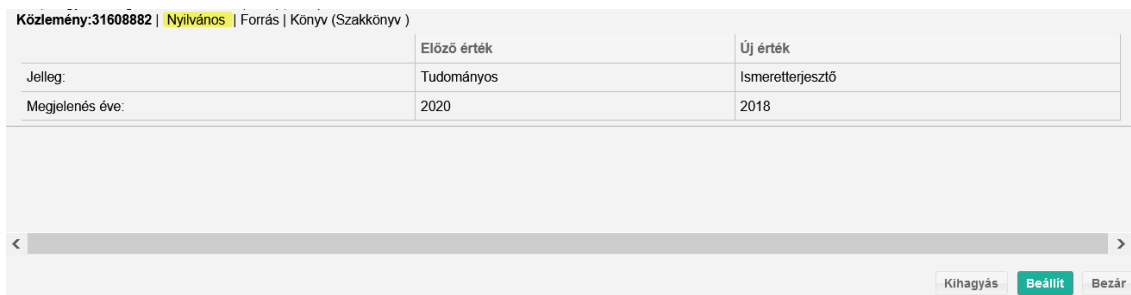 Közlemény:31608882 | Nyilvános | Forrás | Könyv (Szakkönyv )
Előző érték Új érték
Jelleg: Tudományos Ismeretterjesztő
Megjelenés éve: 2020 2018
Kihagyás Beállít Bezár